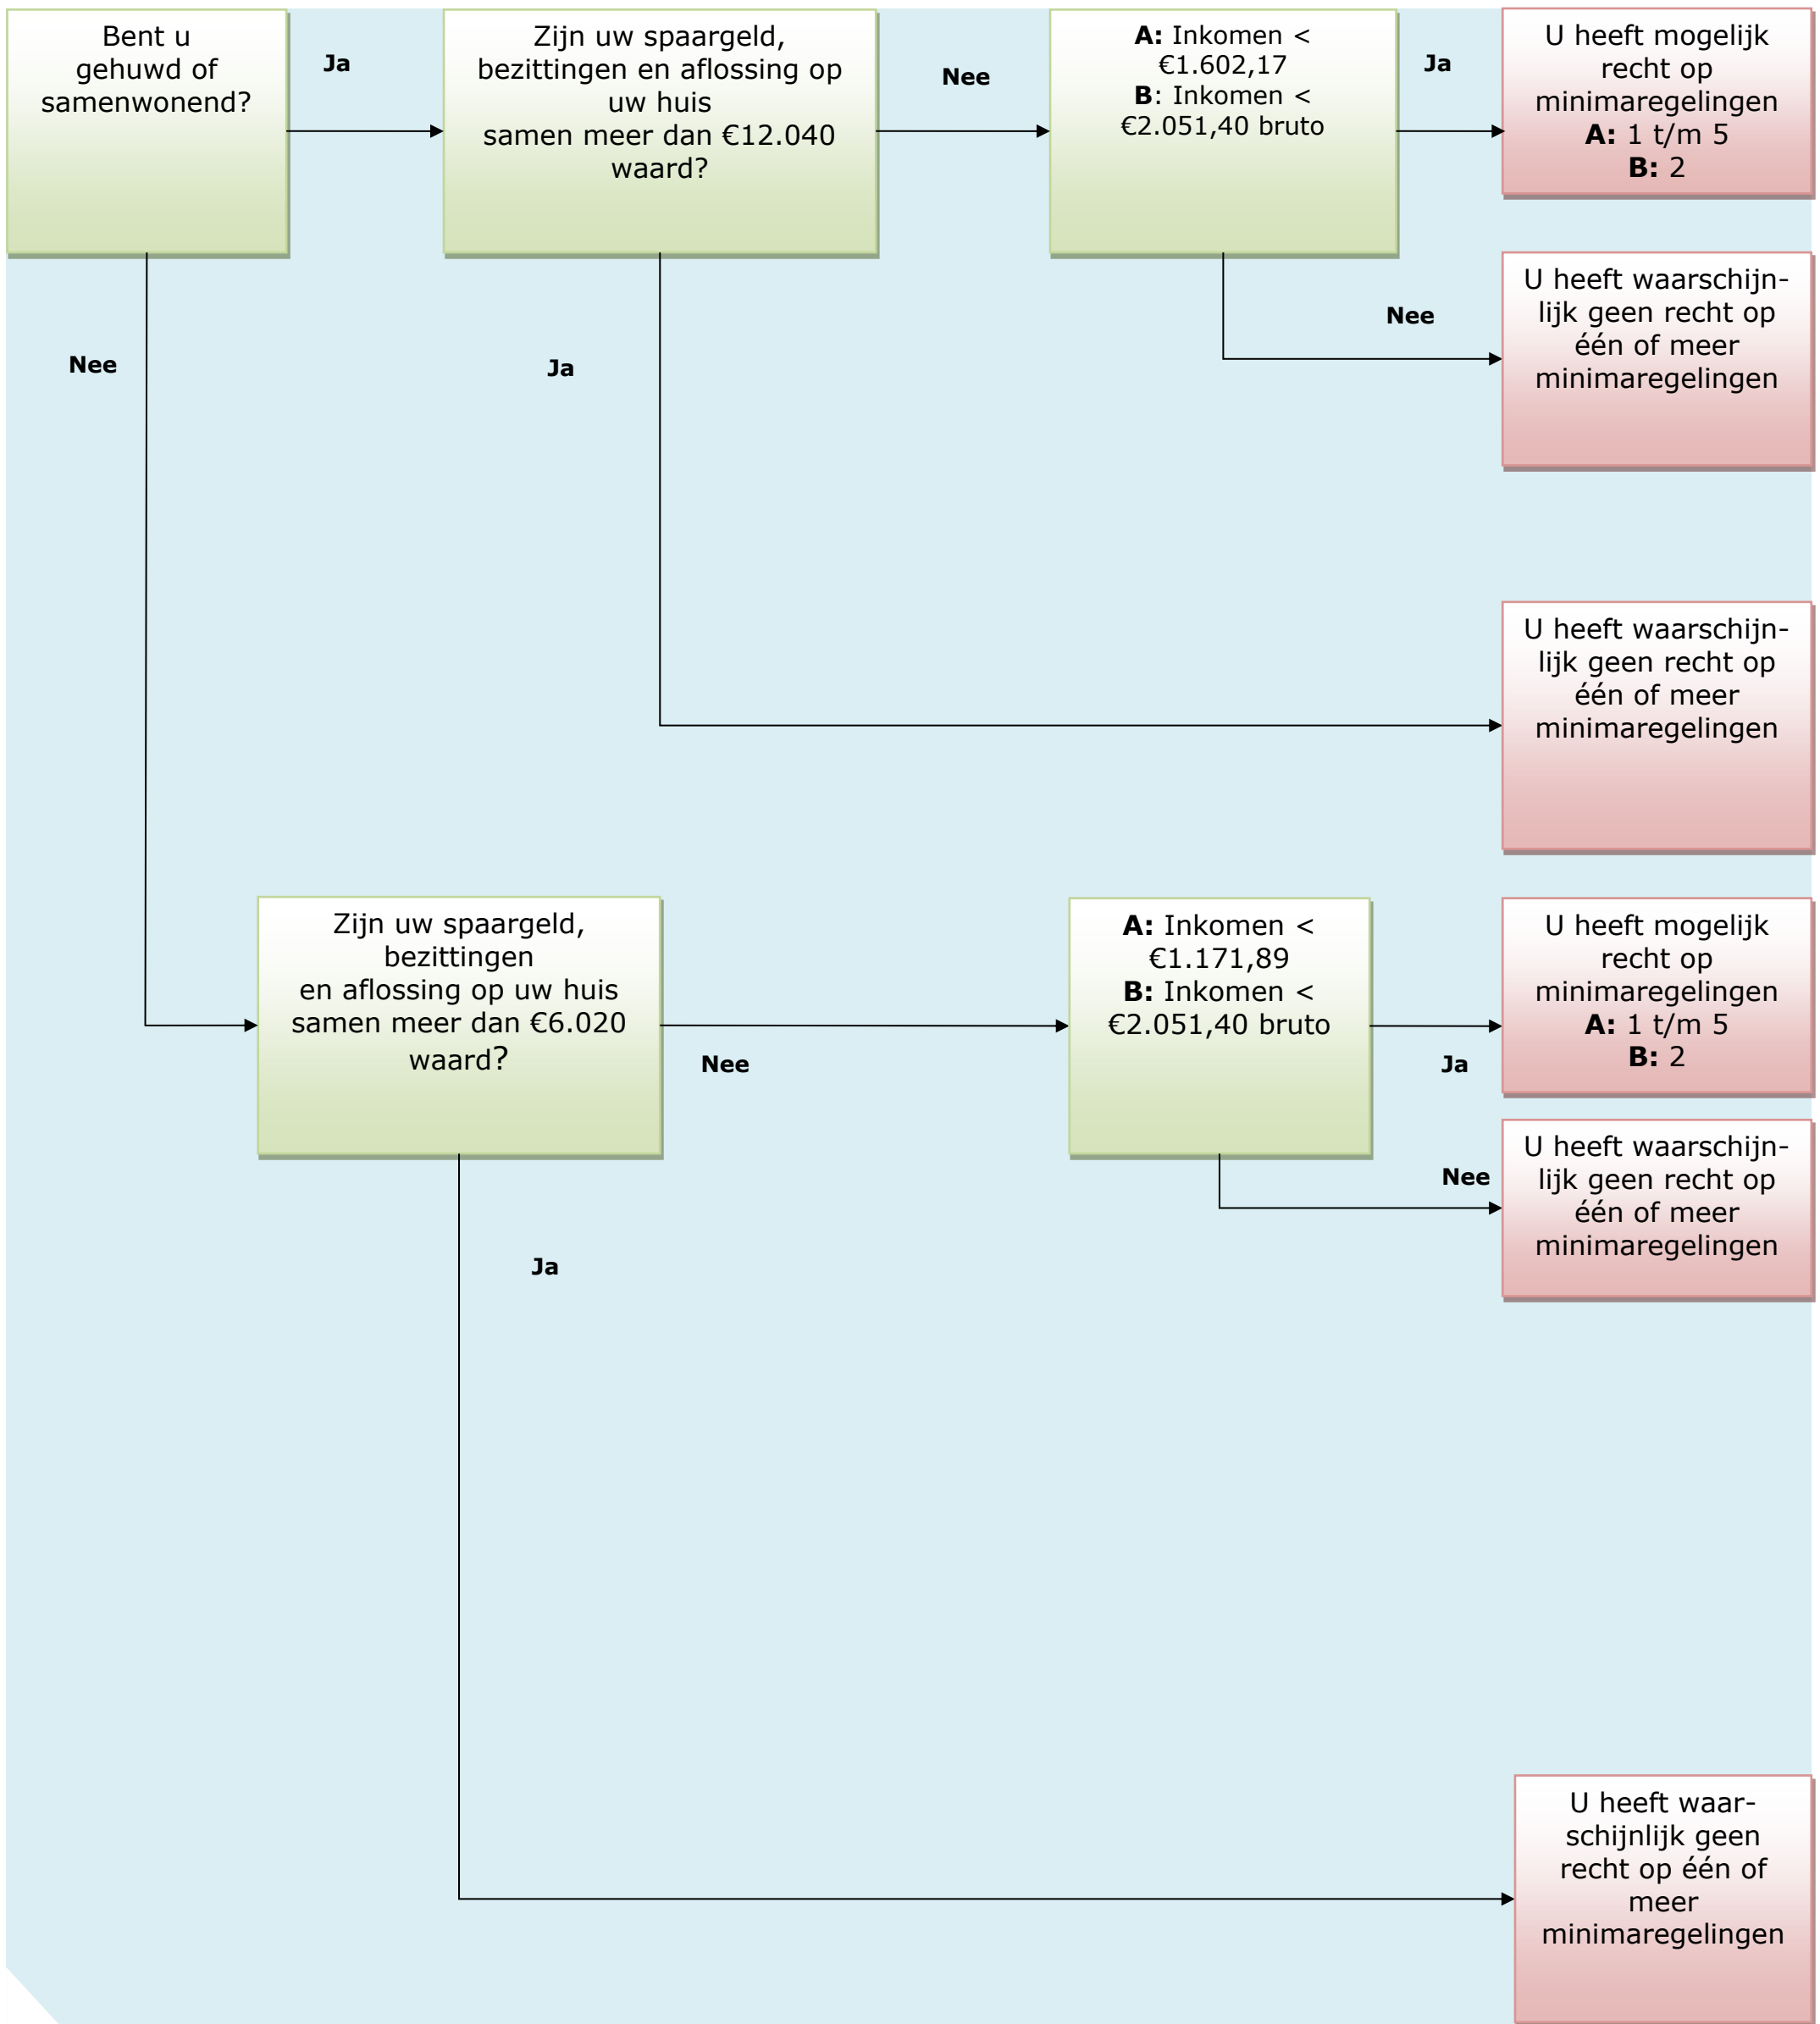 Bent u
gehuwd of
samenwonend?
Ja
Zijn uw spaargeld,
bezittingen en aflossing op
uw huis
samen meer dan €12.040
waard?
Nee
A: Inkomen <
€1.602,17
B: Inkomen <
€2.051,40 bruto
Ja
U heeft mogelijk
recht op
minimaregelingen
A: 1 t/m 5
B: 2
Nee
U heeft waarschijn-
lijk geen recht op
één of meer
minimaregelingen
Nee
Ja
U heeft waarschijn-
lijk geen recht op
één of meer
minimaregelingen
Zijn uw spaargeld,
bezittingen
en aflossing op uw huis
samen meer dan €6.020
waard?
Nee
A: Inkomen <
€1.171,89
B: Inkomen <
€2.051,40 bruto
Ja
U heeft mogelijk
recht op
minimaregelingen
A: 1 t/m 5
B: 2
Nee
U heeft waarschijn-
lijk geen recht op
één of meer
minimaregelingen
Ja
U heeft waar-
schijnlijk geen
recht op één of
meer
minimaregelingen